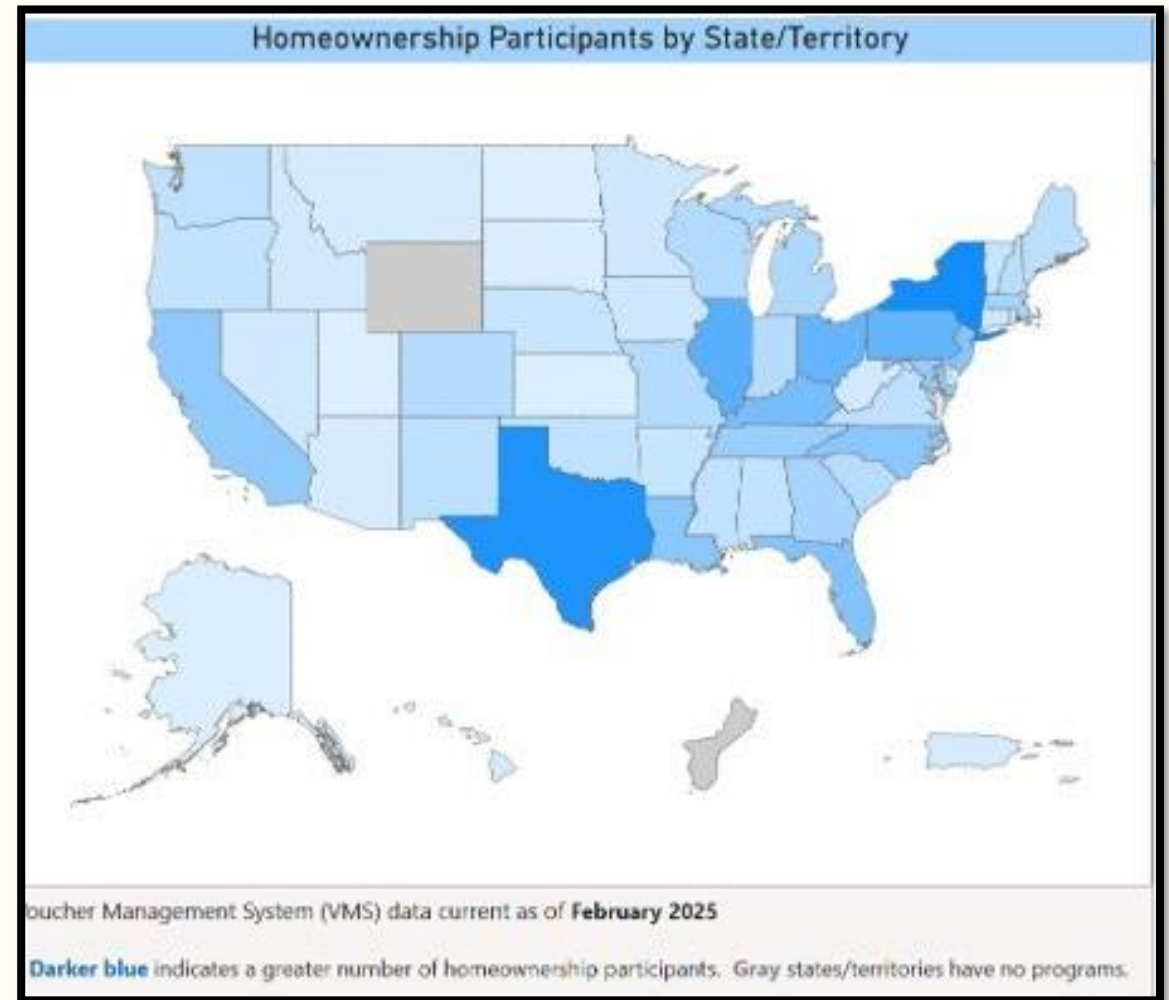 Homeownership Participants by State/Territory
oucher Management System (VMS) data current as of February 2025
Darker blue indicates a greater number of homeownership participants. Gray states/territories have no programs.